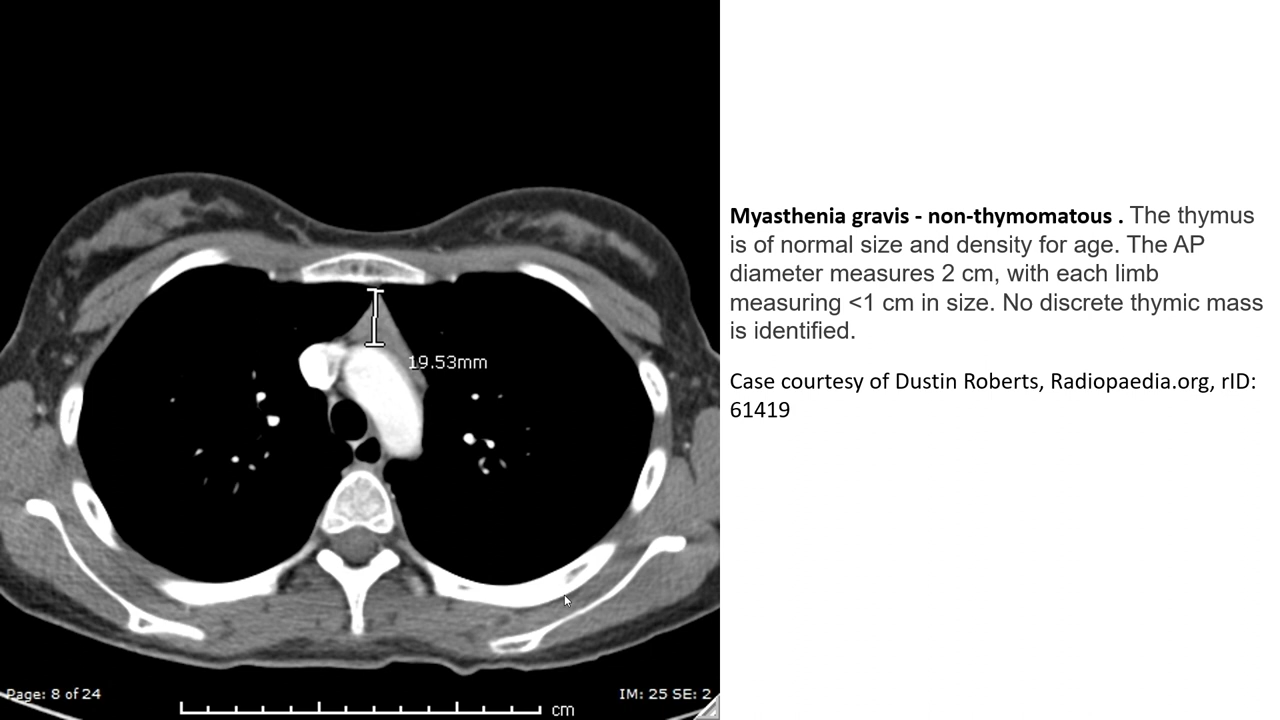 Myasthenia gravis - non-thymomatous . The thymus
is of normal size and density for age. The AP
diameter measures 2 cm, with each limb
measuring <1 cm in size. No discrete thymic mass
is identified.
Case courtesy of Dustin Roberts, Radiopaedia.org, rID:
61419
19.53mm
Page: 8 of 24
IM: 25 SE: 2
cm